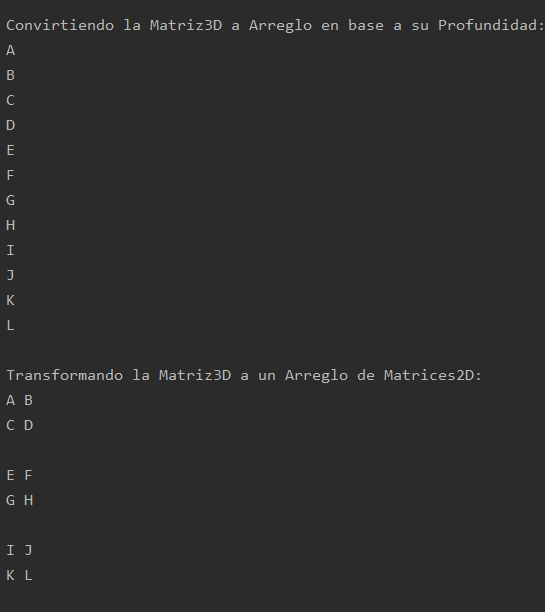 Convirtiendo la Matriz3D a Arreglo en base a su Profundidad:
A
B
C
D
E
F
G
H
I
J
K
L
Transformando la Matriz3D a un Arreglo de Matrices2D:
A B
C D
E F
G H
I J
K L